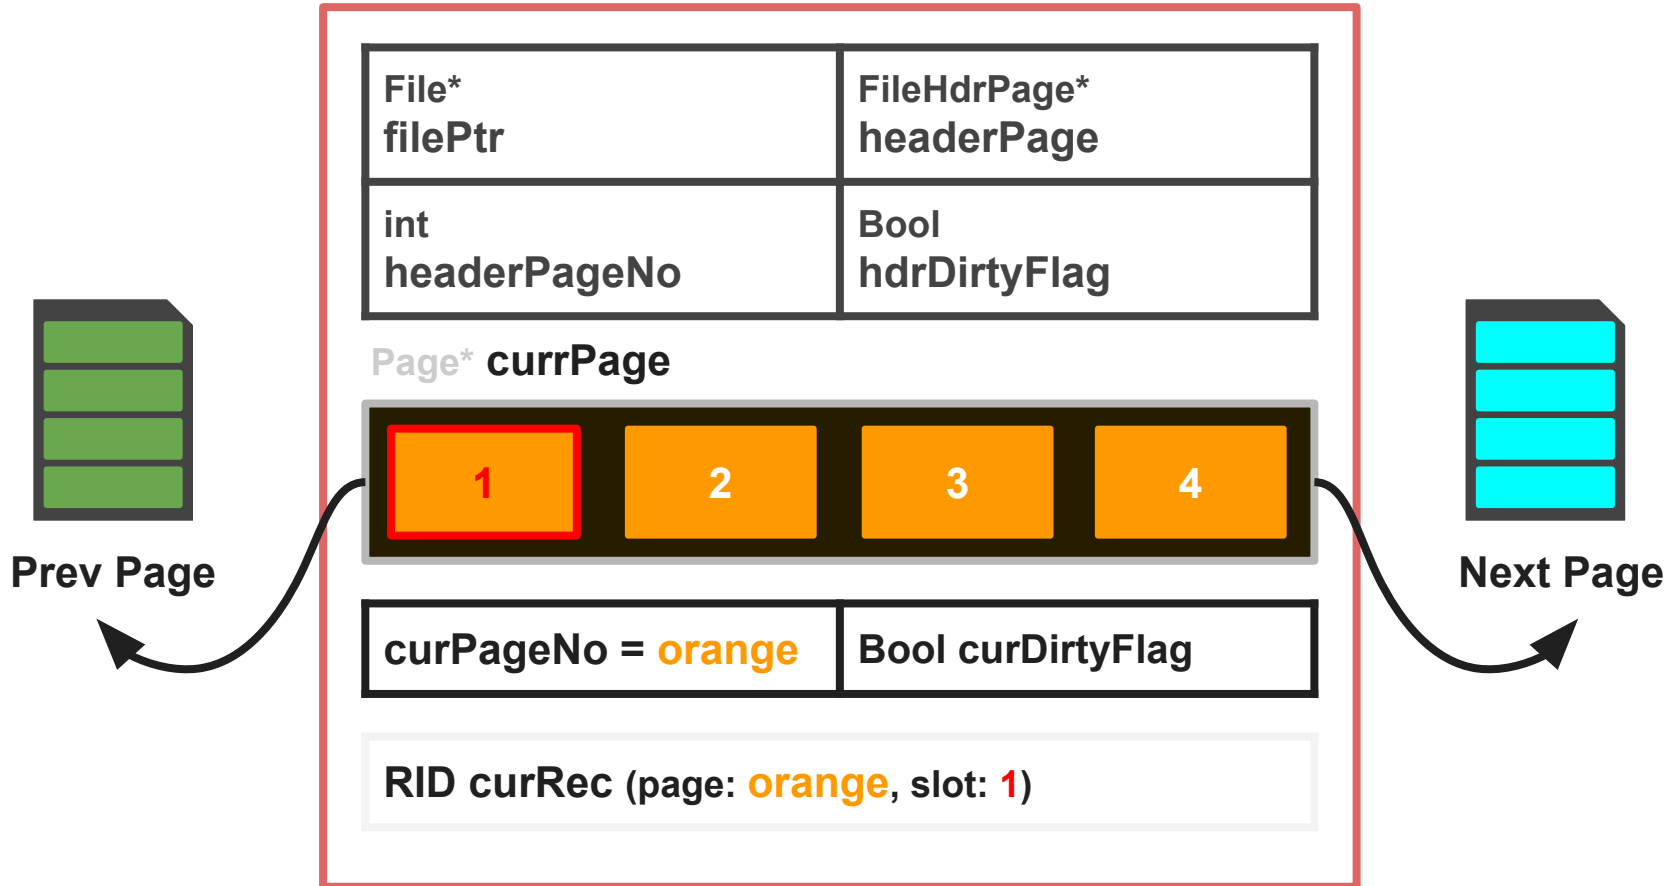 File*
filePtr
FileHdrPage*
headerPage
int
headerPageNo
Bool
hdrDirtyFlag
Page* currPage
1
2
3
4
Prev Page
Next Page
curPageNo = orange
Bool curDirtyFlag
RID curRec (page: orange, slot: 1)